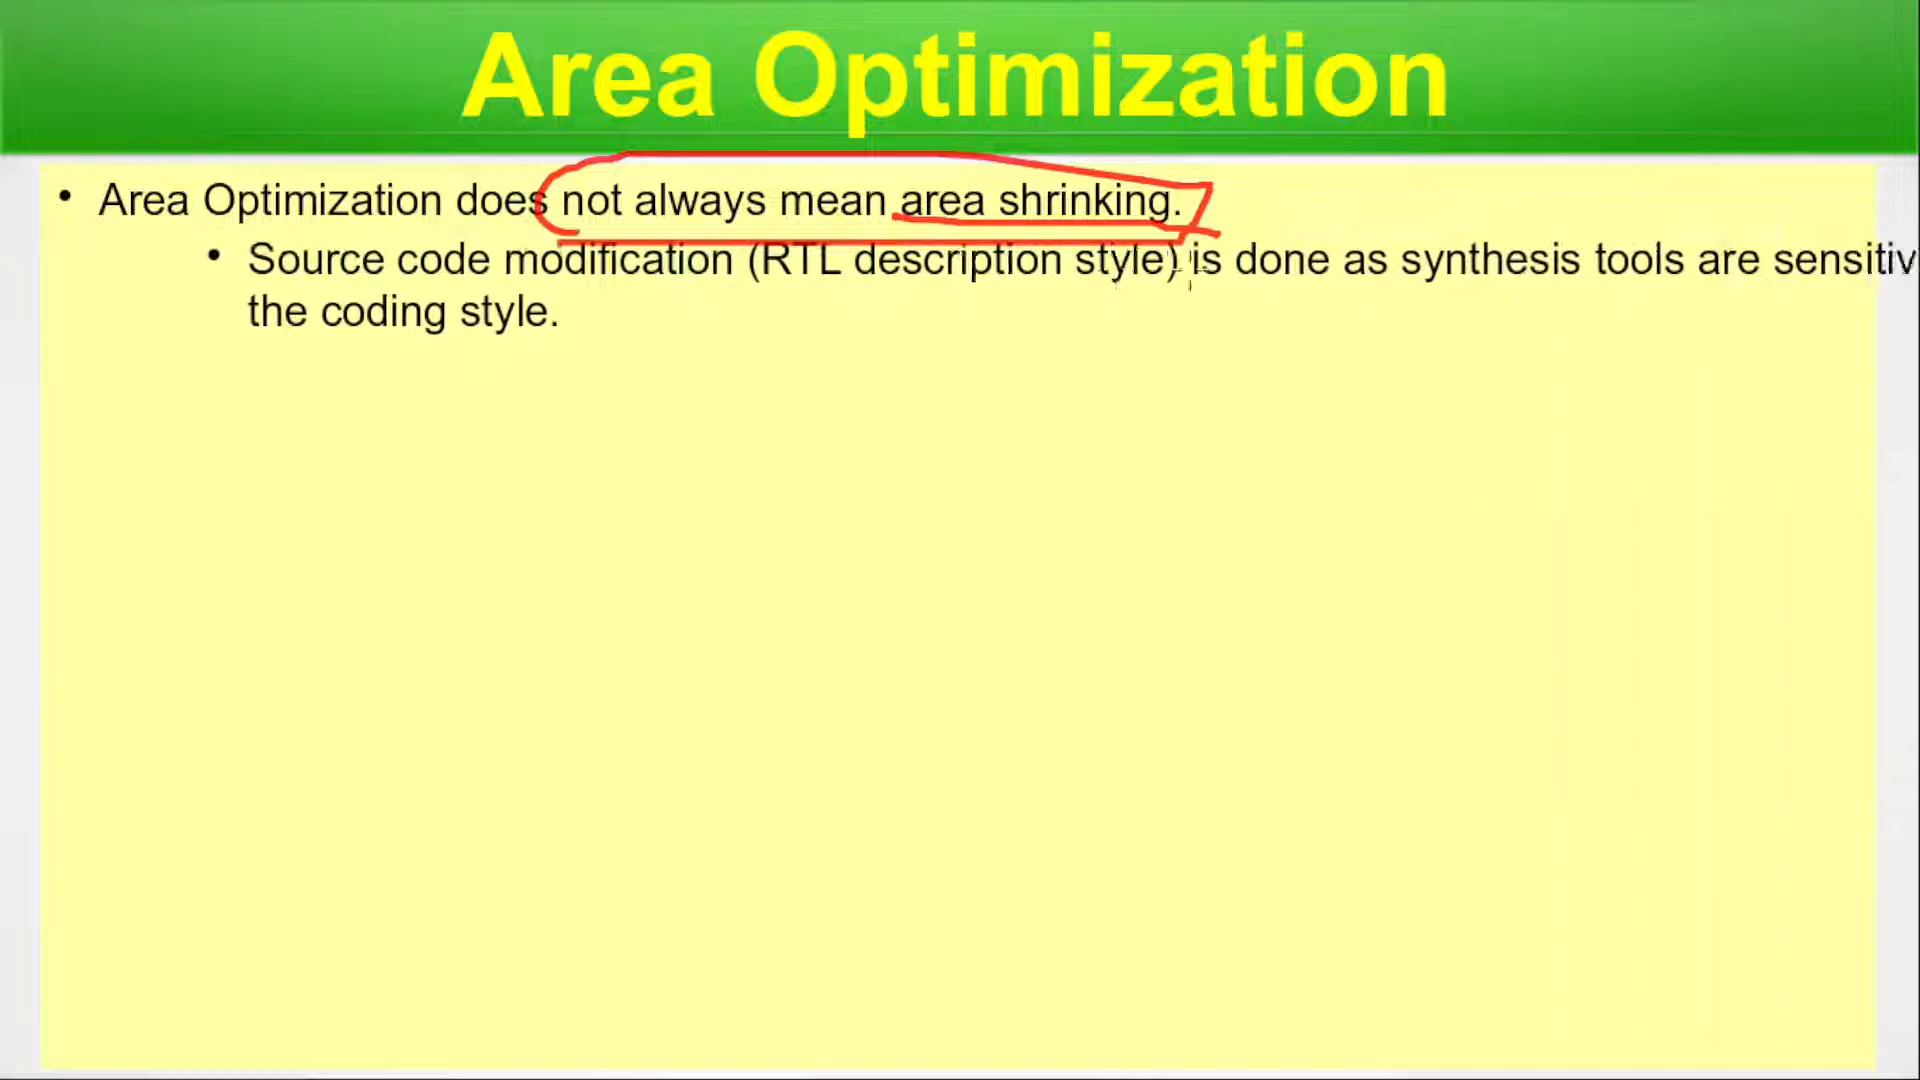 Area Optimization
• Area Optimization does not always mean area shrinking.
• Source code modification (RTL description style) is done as synthesis tools are sensitiv
the coding style.